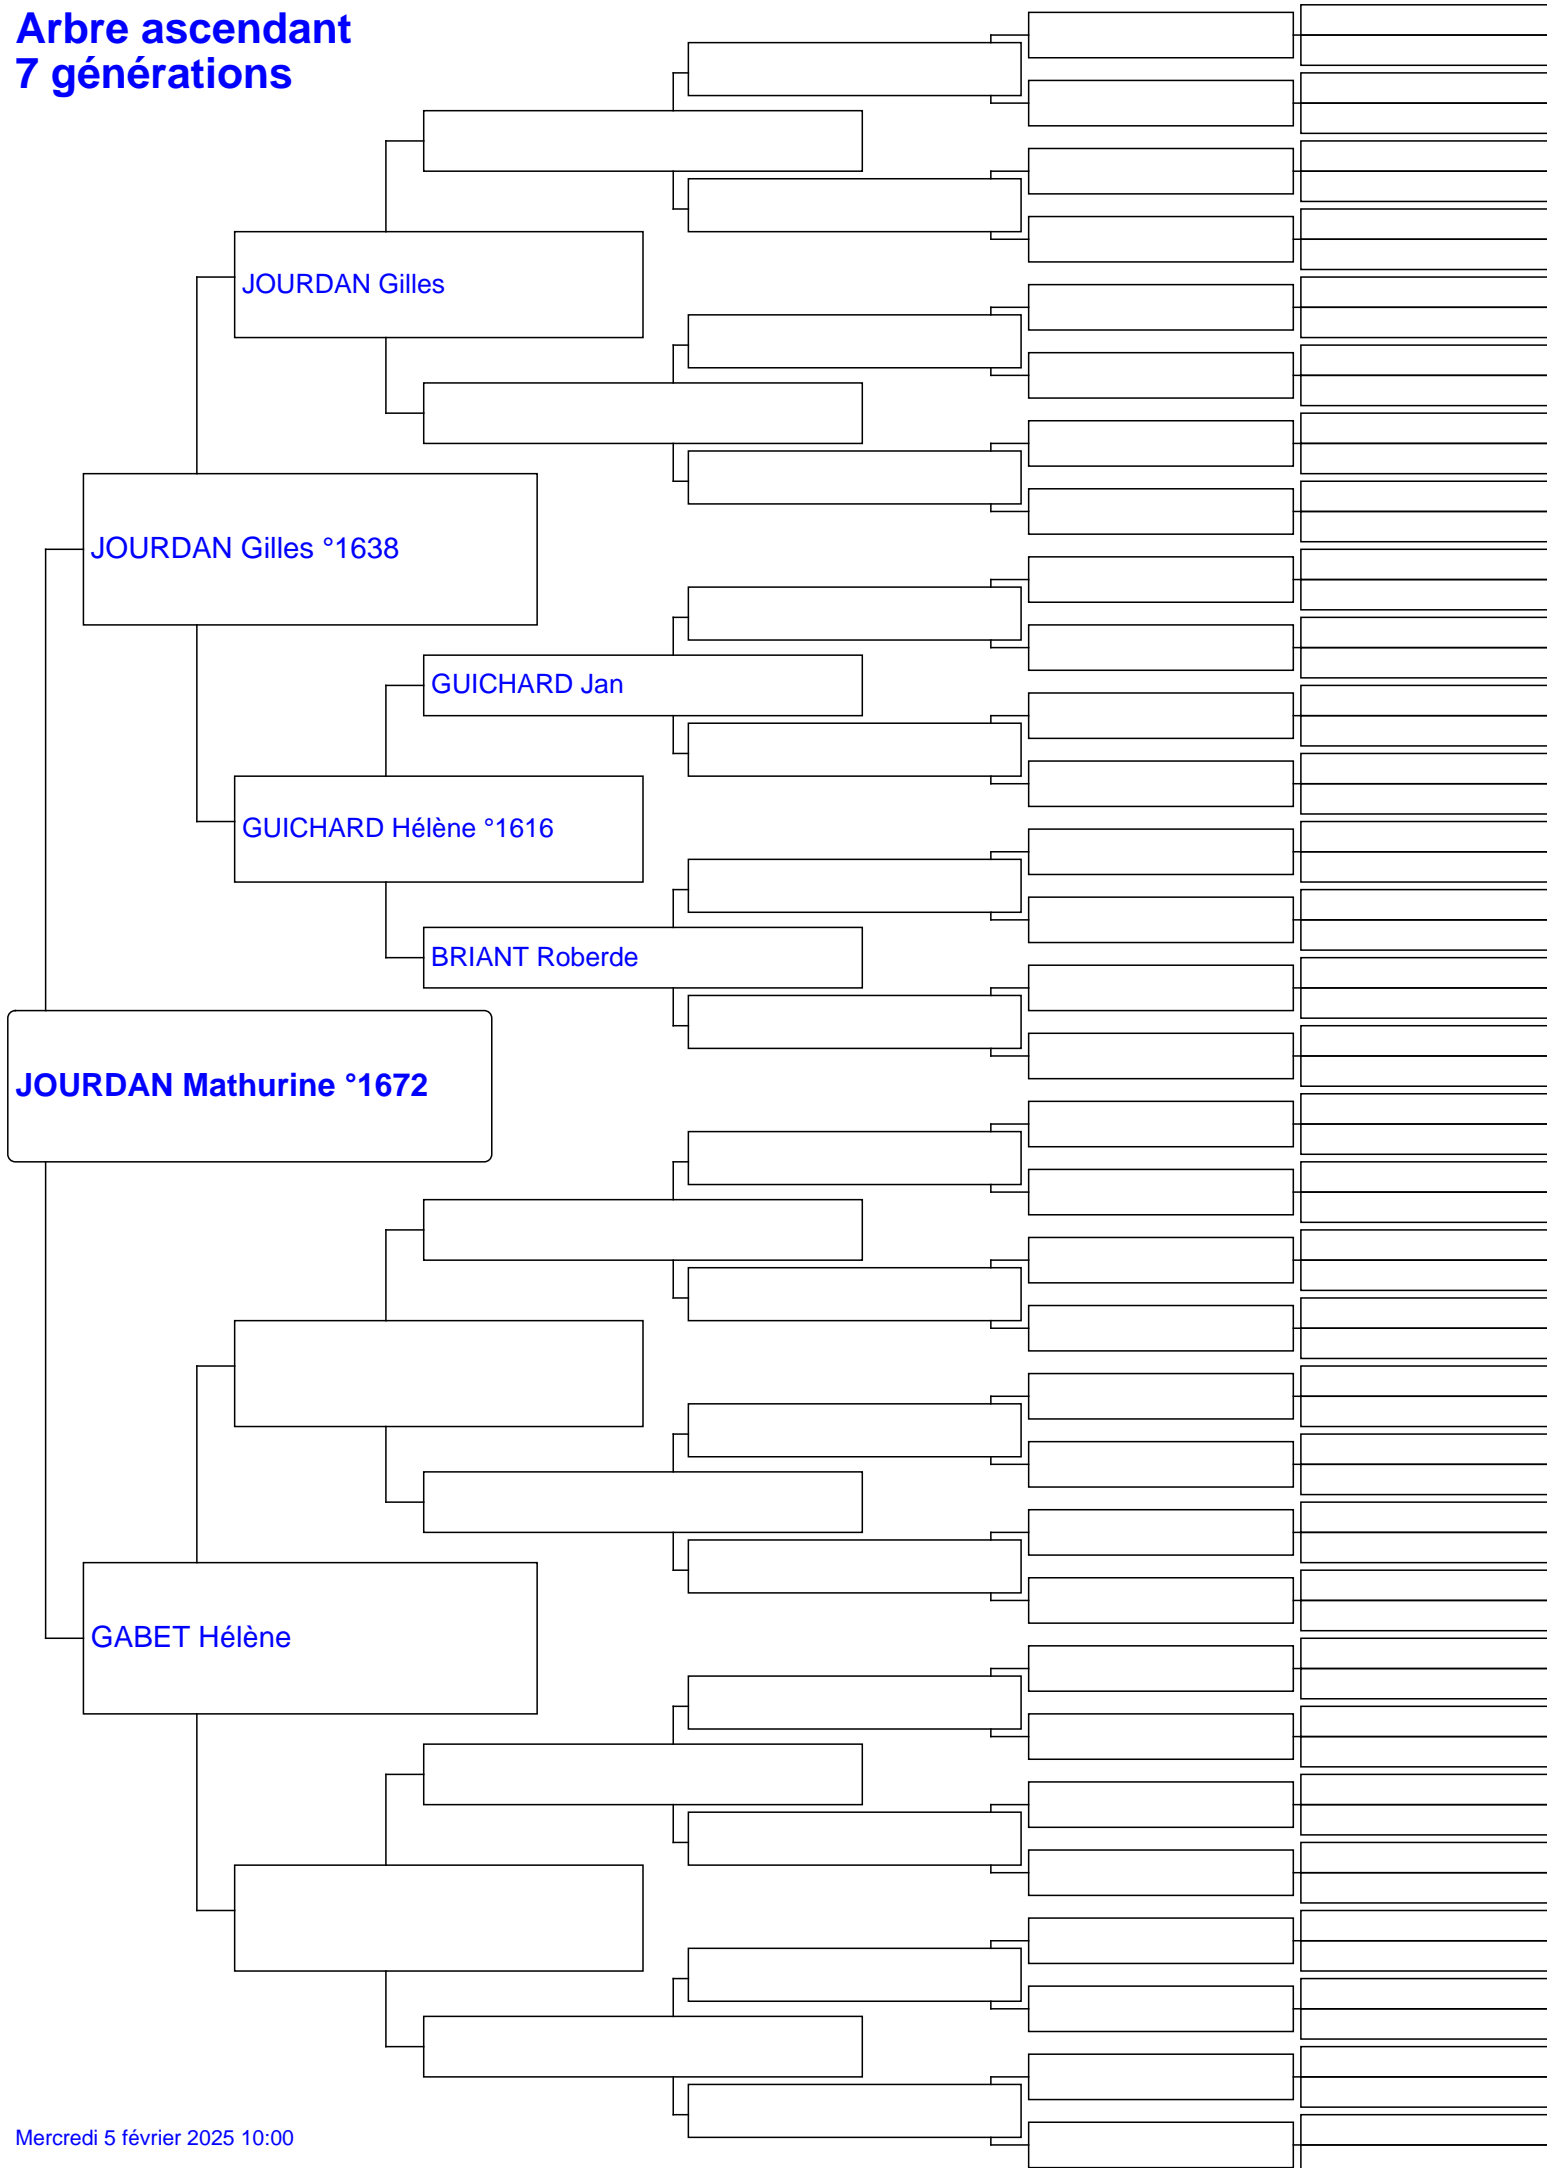 Arbre ascendant
7 générations
JOURDAN Gilles
JOURDAN Gilles °1638
GUICHARD Jan
GUICHARD Hélène °1616
BRIANT Roberde
JOURDAN Mathurine °1672
GABET Hélène
Mercredi 5 février 2025 10:00